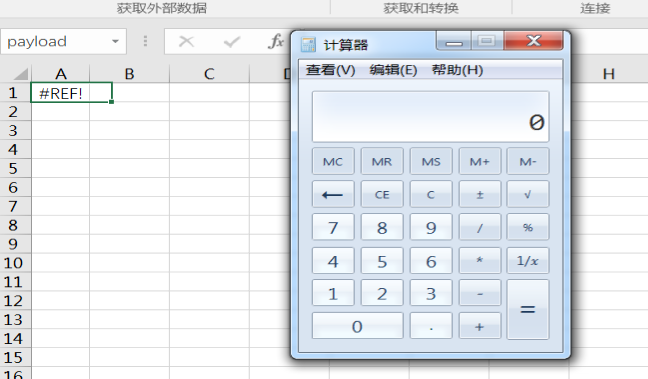 获取外部数据 获取和转换 连接
payload fx
A B C D H
1 #REF!
2
3
4
5
6
7
8
9
10
11
12
13
14
15
16
计算器
查看(V) 编辑(E) 帮助(H)
0
MC MR MS M+ M-
← CE C ± √
7 8 9 / %
4 5 6 * 1/x
1 2 3 - =
0 . +